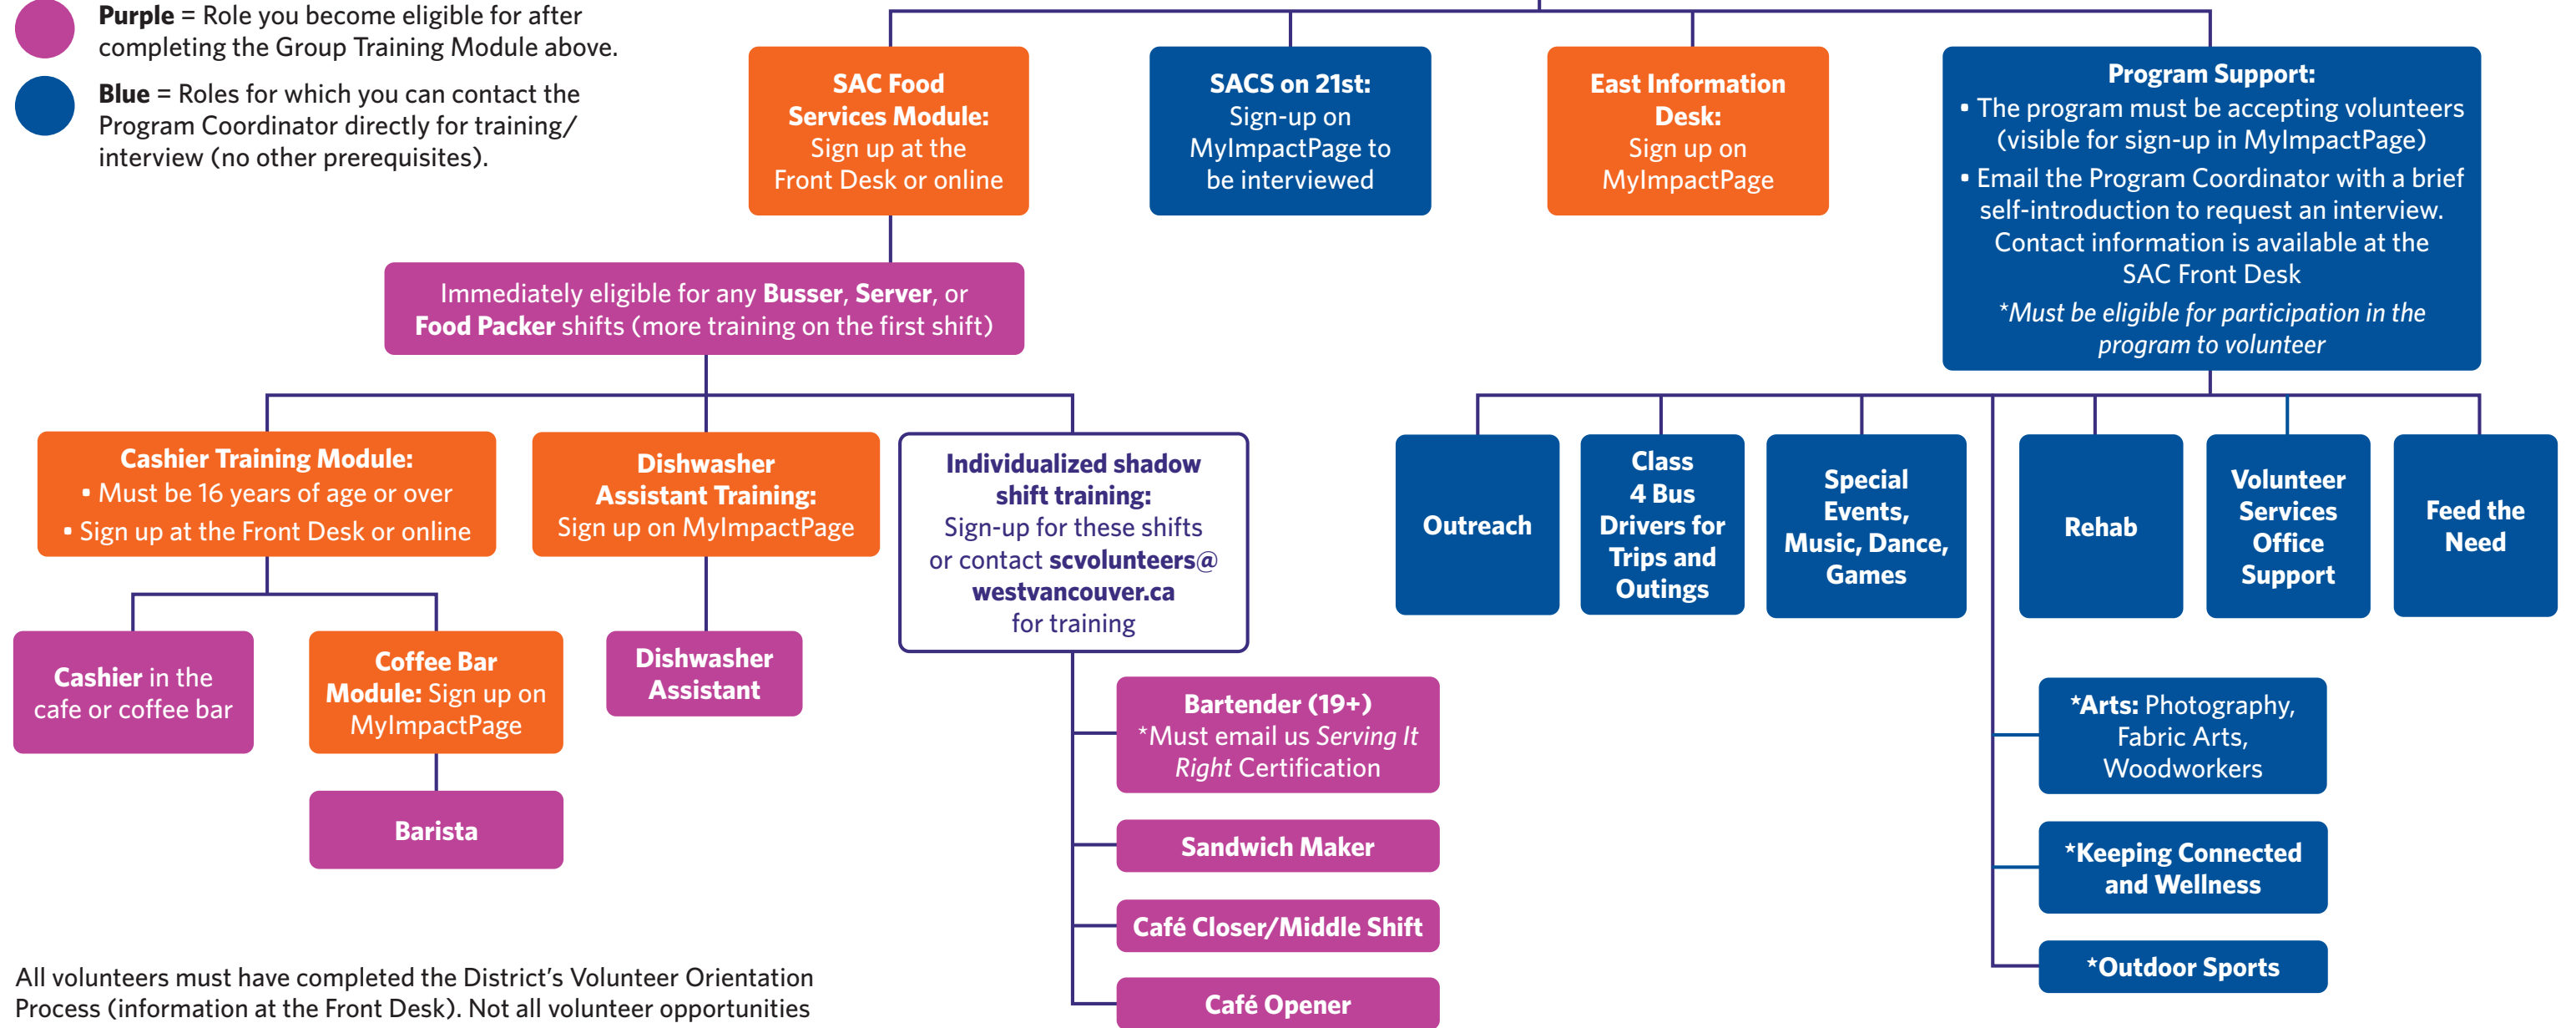 Purple = Role you become eligible for after
completing the Group Training Module above.
Blue = Roles for which you can contact the
Program Coordinator directly for training/
interview (no other prerequisites).
SAC Food
Services Module:
Sign up at the
Front Desk or online
SACS on 21st:
Sign-up on
MyImpactPage to
be interviewed
East Information
Desk:
Sign up on
MyImpactPage
Program Support:
▪ The program must be accepting volunteers
(visible for sign-up in MyImpactPage)
▪ Email the Program Coordinator with a brief
self-introduction to request an interview.
Contact information is available at the
SAC Front Desk
*Must be eligible for participation in the
program to volunteer
Immediately eligible for any Busser, Server, or
Food Packer shifts (more training on the first shift)
Cashier Training Module:
▪ Must be 16 years of age or over
▪ Sign up at the Front Desk or online
Dishwasher
Assistant Training:
Sign up on MyImpactPage
Individualized shadow
shift training:
Sign-up for these shifts
or contact scvolunteers@
westvancouver.ca
for training
Outreach
Class
4 Bus
Drivers for
Trips and
Outings
Special
Events,
Music, Dance,
Games
Rehab
Volunteer
Services
Office
Support
Feed the
Need
Cashier in the
cafe or coffee bar
Coffee Bar
Module: Sign up on
MyImpactPage
Dishwasher
Assistant
Barista
Bartender (19+)
*Must email us Serving It
Right Certification
Sandwich Maker
Café Closer/Middle Shift
Café Opener
*Arts: Photography,
Fabric Arts,
Woodworkers
*Keeping Connected
and Wellness
*Outdoor Sports
All volunteers must have completed the District's Volunteer Orientation
Process (information at the Front Desk). Not all volunteer opportunities